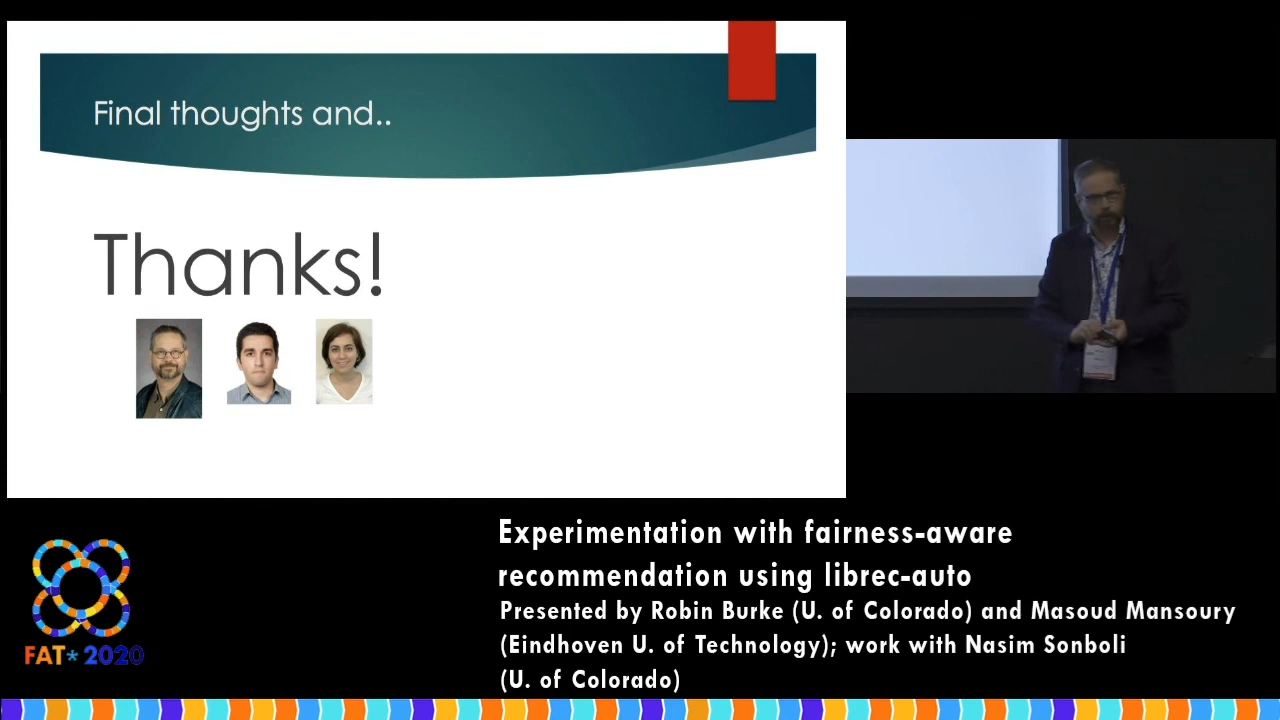 Final thoughts and..
Thanks!
Experimentation with fairness-aware
recommendation using librec-auto
Presented by Robin Burke (U. of Colorado) and Masoud Mansoury
(Eindhoven U. of Technology); work with Nasim Sonboli
(U. of Colorado)
FAT* 2020